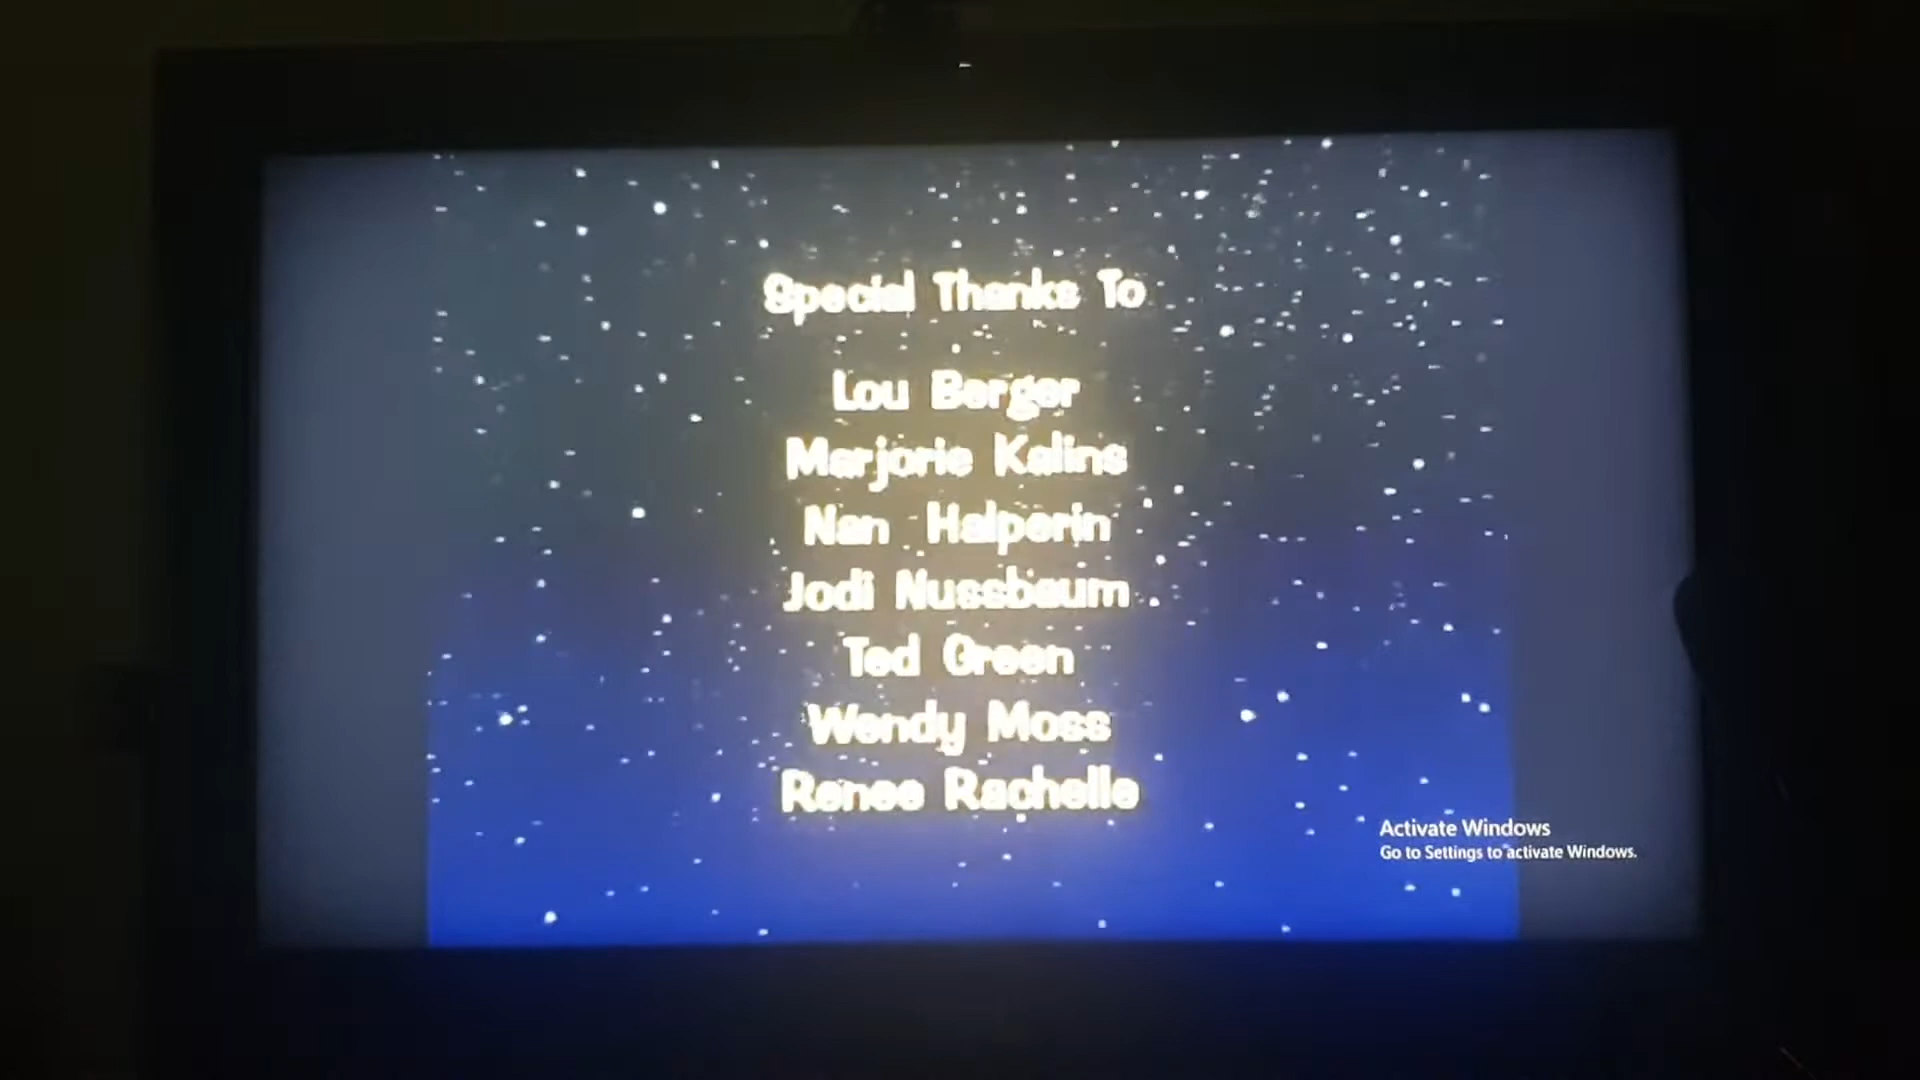 Special Thanks To
Lou Berger
Marjorie Kalins
Nan Halperin
Jodi Nussbaum
Ted Green
Wendy Moss
Renee Rachelle
Activate Windows
Go to Settings to activate Windows.